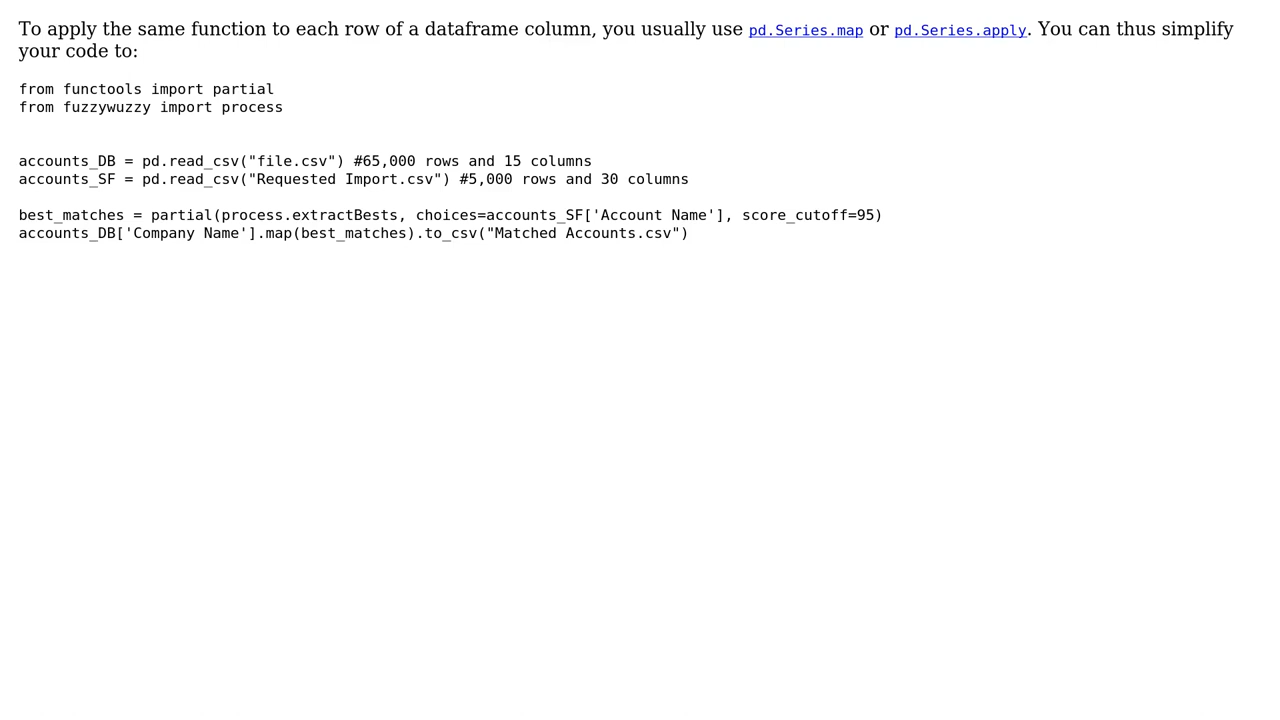 To apply the same function to each row of a dataframe column, you usually use pd.Series.map or pd.Series.apply. You can thus simplify
your code to:
from functools import partial
from fuzzywuzzy import process
accounts_DB = pd.read_csv("file.csv") #65,000 rows and 15 columns
accounts_SF = pd.read_csv("Requested Import.csv") #5,000 rows and 30 columns
best_matches = partial(process.extractBests, choices=accounts_SF['Account Name'], score_cutoff=95)
accounts_DB['Company Name'].map(best_matches).to_csv("Matched Accounts.csv")